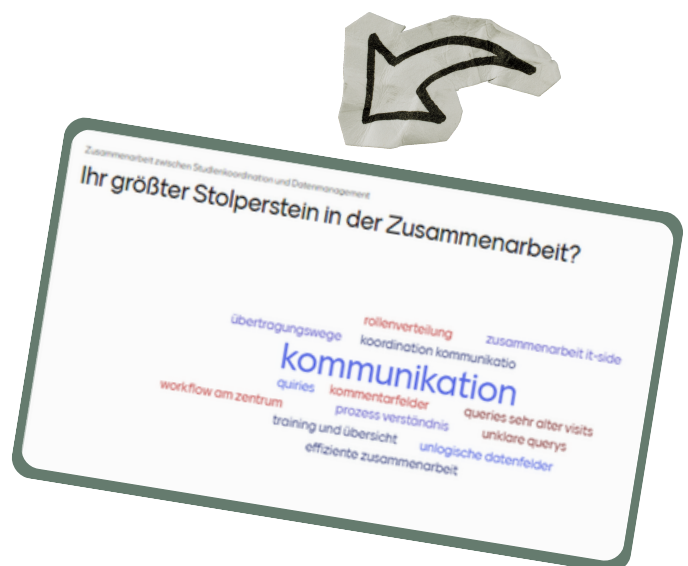 Zusammenarbeit zwischen Studienkoordination und Datenmanagement
Ihr größter Stolperstein in der Zusammenarbeit?
übertragungswege
rollenverteilung
zusammenarbeit it-side
koordination kommunikatio
kommunikation
quiries
kommentarfelder
workflow am zentrum
prozess verständnis
queries sehr alter visits
training und übersicht
unklare querys
effiziente zusammenarbeit
unlogische datenfelder